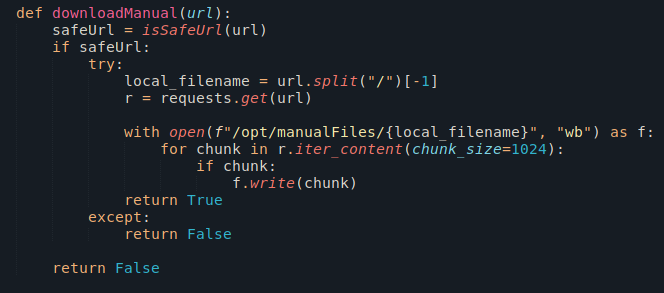 def downloadManual(url):
    safeUrl = isSafeUrl(url)
    if safeUrl:
        try:
            local_filename = url.split("/")[-1]
            r = requests.get(url)

            with open(f"/opt/manualFiles/{local_filename}", "wb") as f:
                for chunk in r.iter_content(chunk_size=1024):
                    if chunk:
                        f.write(chunk)
            return True
        except:
            return False

    return False